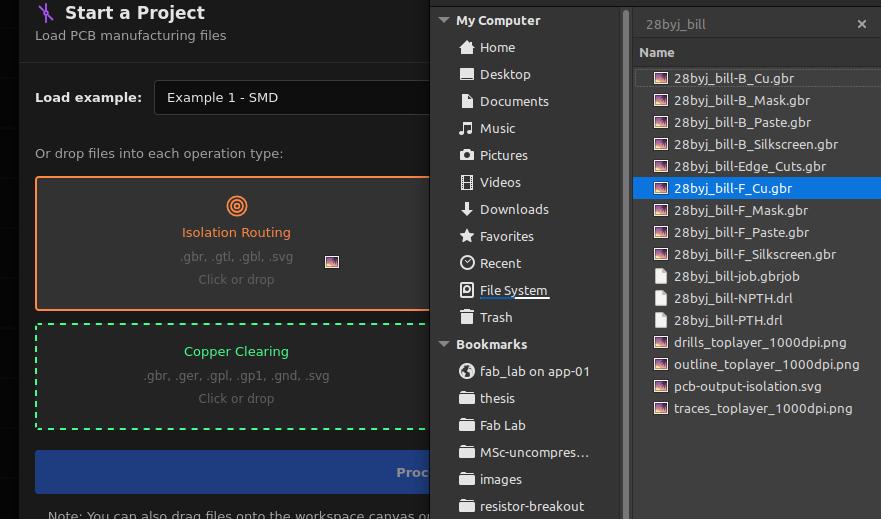 Start a Project
Load PCB manufacturing files
Load example: Example 1 - SMD
Or drop files into each operation type:
Isolation Routing
.gbr, .gtl, .gbl, .svg
Click or drop
Copper Clearing
.gbr, .ger, .gpl, .gp1, .gnd, .svg
Click or drop
Proc
Note: You can also drag files onto the workspace canvas or
My Computer
Home
Desktop
Documents
Music
Pictures
Videos
Downloads
Favorites
Recent
File System
Trash
Bookmarks
fab_lab on app-01
thesis
Fab Lab
MSc-uncompres...
images
resistor-breakout
28byj_bill
Name
28byj_bill-B_Cu.gbr
28byj_bill-B_Mask.gbr
28byj_bill-B_Paste.gbr
28byj_bill-B_Silkscreen.gbr
28byj_bill-Edge_Cuts.gbr
28byj_bill-F_Cu.gbr
28byj_bill-F_Mask.gbr
28byj_bill-F_Paste.gbr
28byj_bill-F_Silkscreen.gbr
28byj_bill-job.gbrjob
28byj_bill-NPTH.drl
28byj_bill-PTH.drl
drills_toplayer_1000dpi.png
outline_toplayer_1000dpi.png
pcb-output-isolation.svg
traces_toplayer_1000dpi.png